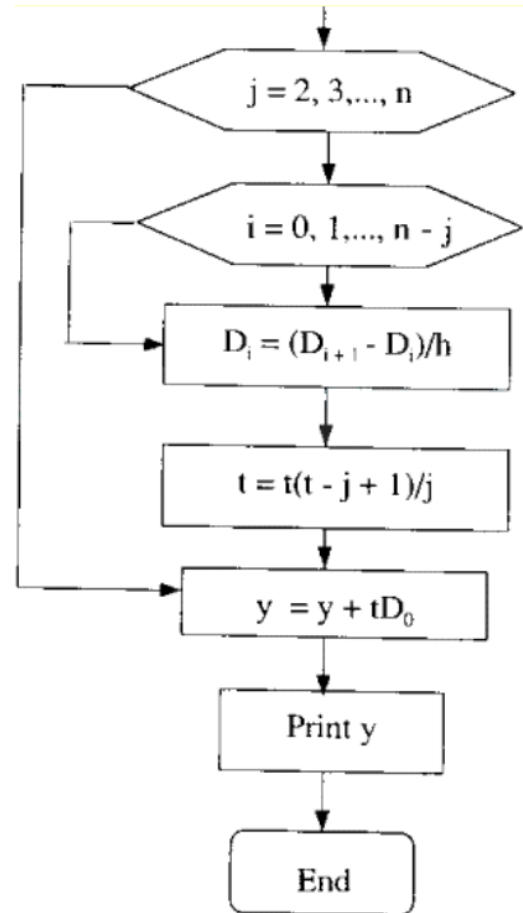 j = 2, 3,..., n
i = 0, 1,..., n - j
Dᵢ = (Dᵢ₊₁ - Dᵢ)/h
t = t(t - j + 1)/j
y = y + tD₀
Print y
End